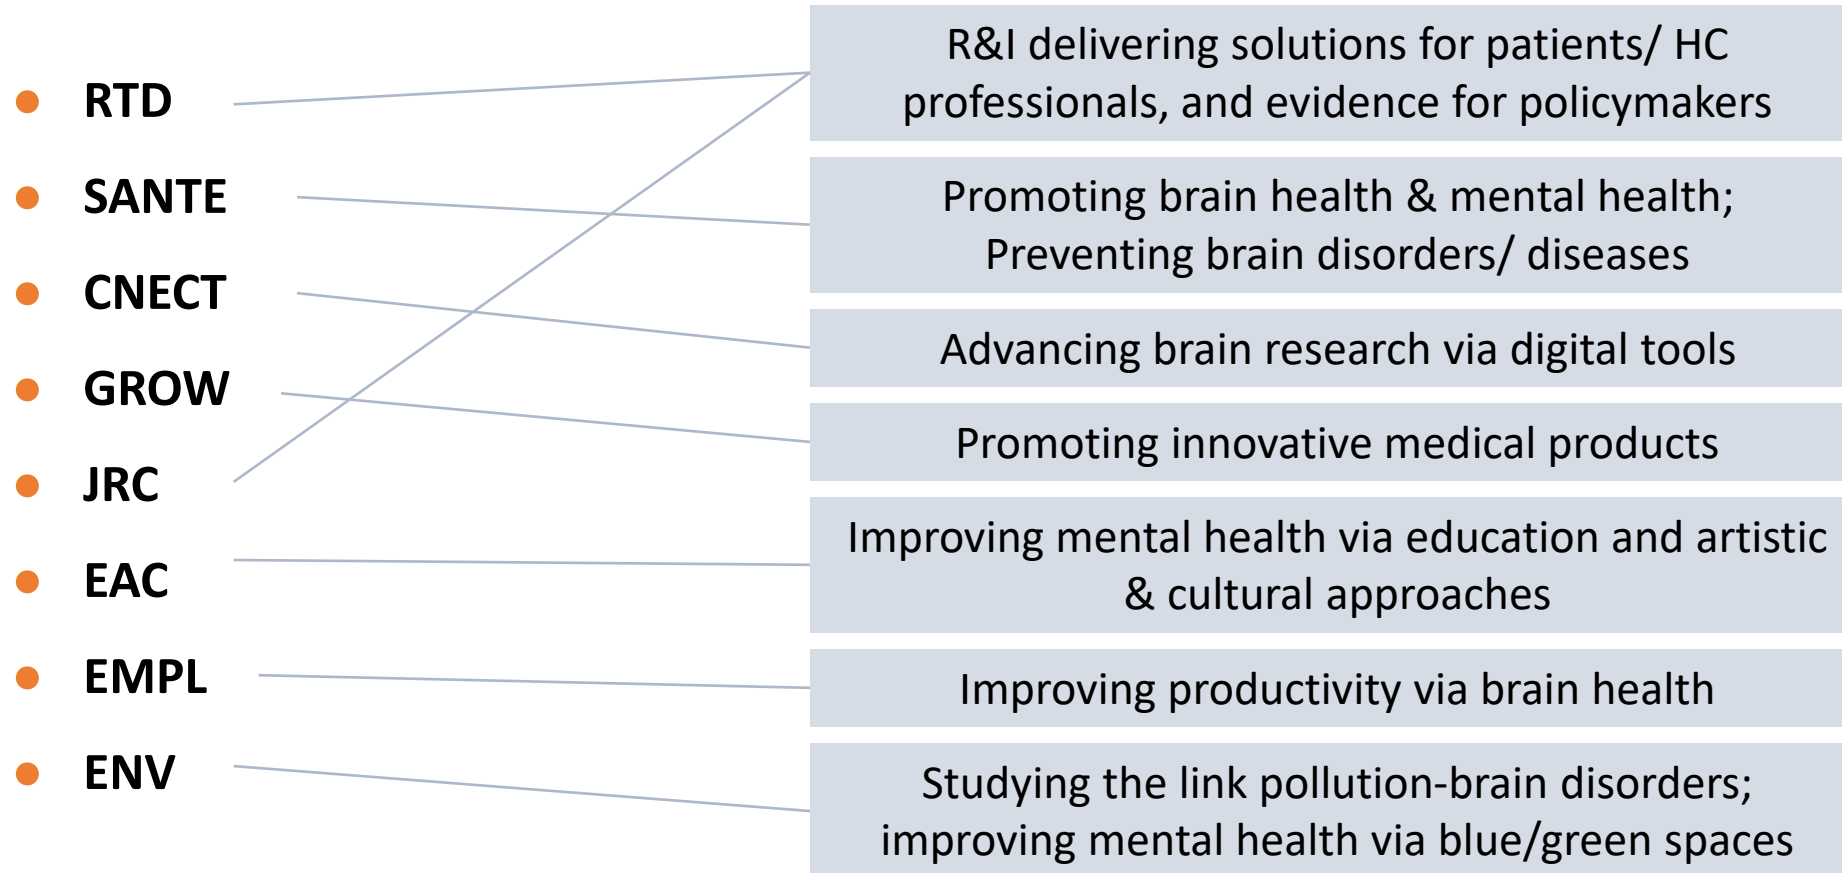 RTD
SANTE
CNECT
GROW
JRC
EAC
EMPL
ENV
R&I delivering solutions for patients/ HC
professionals, and evidence for policymakers
Promoting brain health & mental health;
Preventing brain disorders/ diseases
Advancing brain research via digital tools
Promoting innovative medical products
Improving mental health via education and artistic
& cultural approaches
Improving productivity via brain health
Studying the link pollution-brain disorders;
improving mental health via blue/green spaces